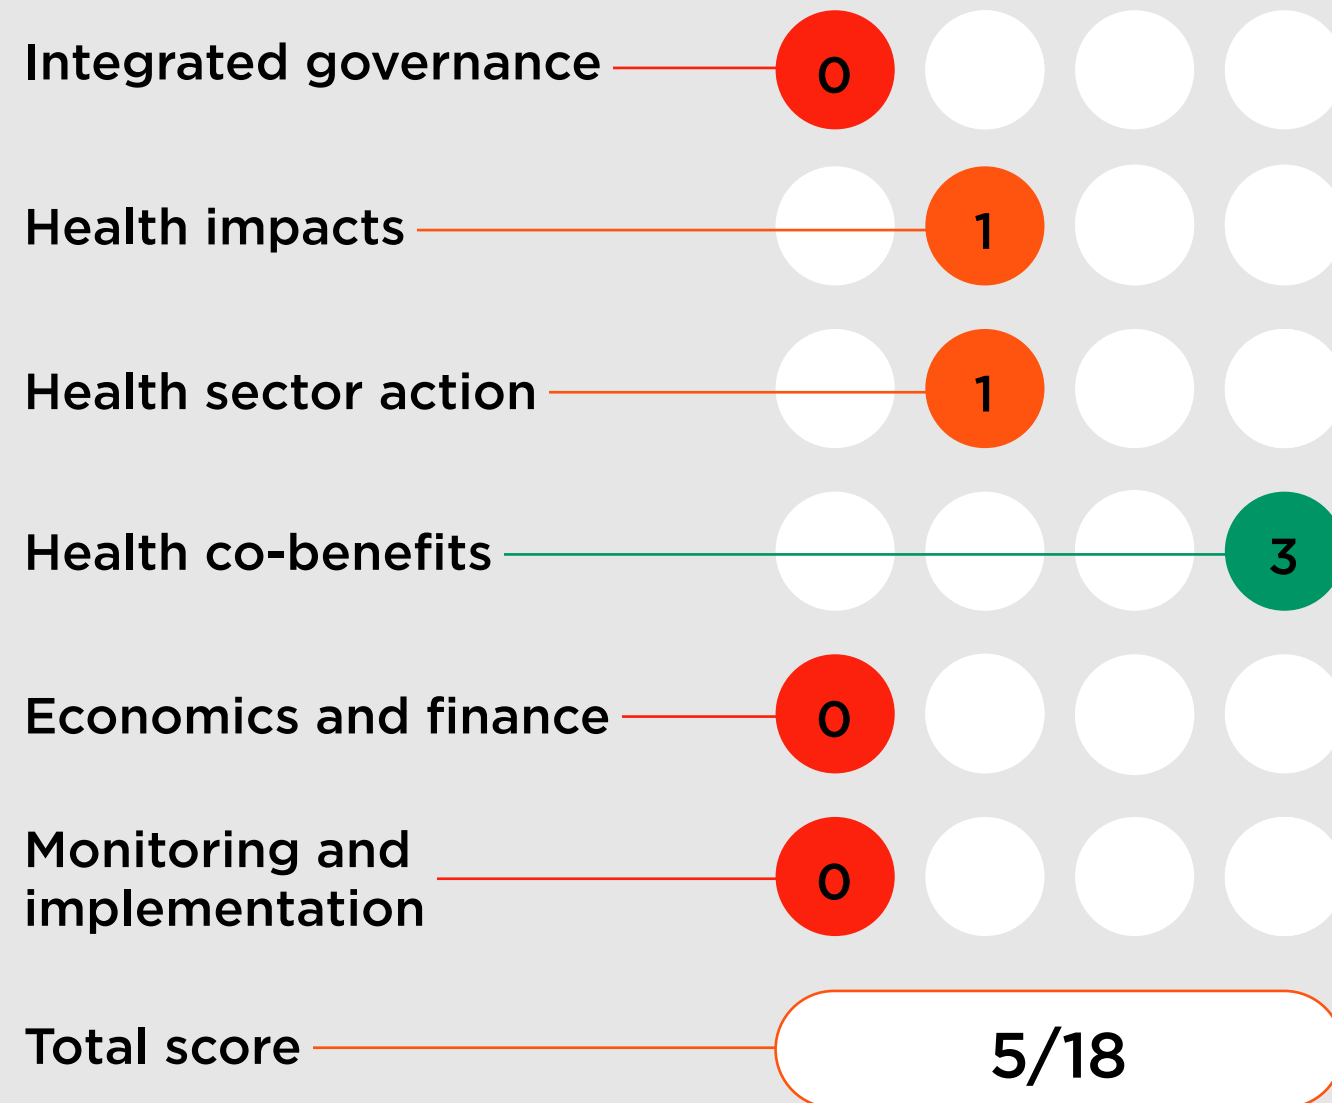 Integrated governance 0
Health impacts 1
Health sector action 1
Health co-benefits 3
Economics and finance 0
Monitoring and
implementation 0
Total score 5/18